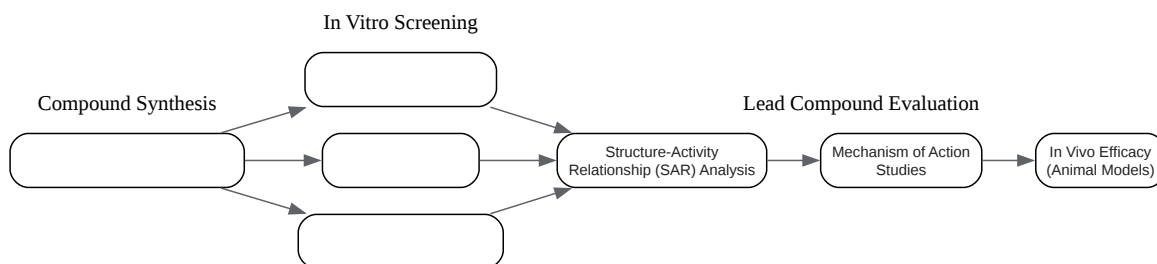 In Vitro Screening
Compound Synthesis
Lead Compound Evaluation
Structure-Activity
Relationship (SAR) Analysis
Mechanism of Action
Studies
In Vivo Efficacy
(Animal Models)